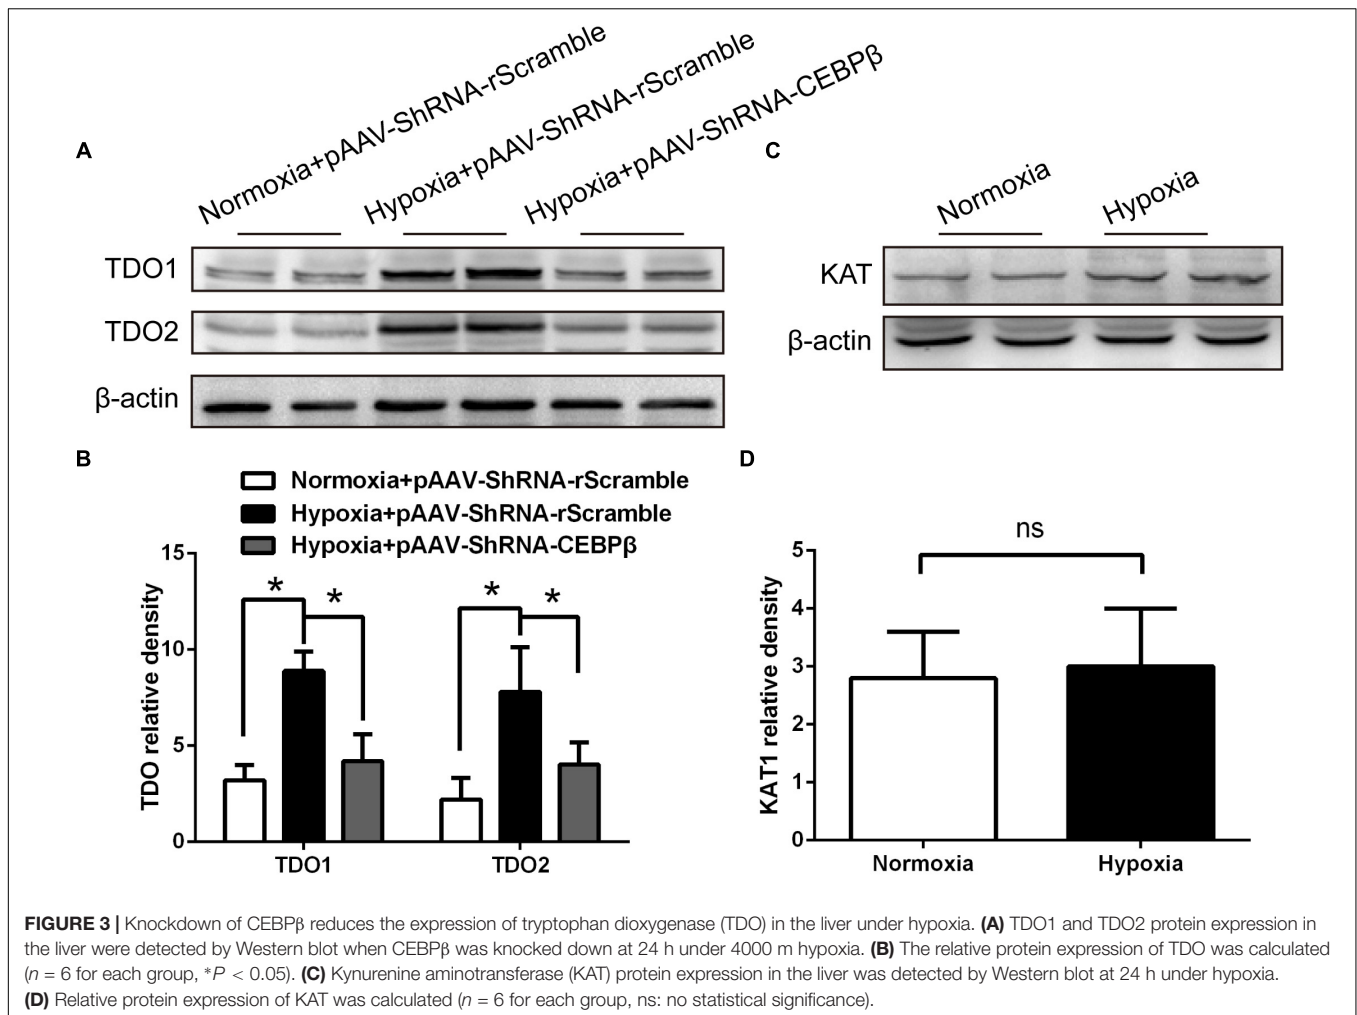 A
Normoxia+pAAV-ShRNA-rScramble
Hypoxia+pAAV-ShRNA-rScramble
Hypoxia+pAAV-ShRNA-CEBPβ
TDO1
TDO2
β-actin
C
Normoxia
Hypoxia
KAT
β-actin
B
Normoxia+pAAV-ShRNA-rScramble
Hypoxia+pAAV-ShRNA-rScramble
Hypoxia+pAAV-ShRNA-CEBPβ
TDO relative density
15
10
5
0
* * * *
TDO1 TDO2
D
ns
KAT1 relative density
5
4
3
2
1
0
Normoxia Hypoxia
FIGURE 3 | Knockdown of CEBPβ reduces the expression of tryptophan dioxygenase (TDO) in the liver under hypoxia. (A) TDO1 and TDO2 protein expression in
the liver were detected by Western blot when CEBPβ was knocked down at 24 h under 4000 m hypoxia. (B) The relative protein expression of TDO was calculated
(n = 6 for each group, *P < 0.05). (C) Kynurenine aminotransferase (KAT) protein expression in the liver was detected by Western blot at 24 h under hypoxia.
(D) Relative protein expression of KAT was calculated (n = 6 for each group, ns: no statistical significance).